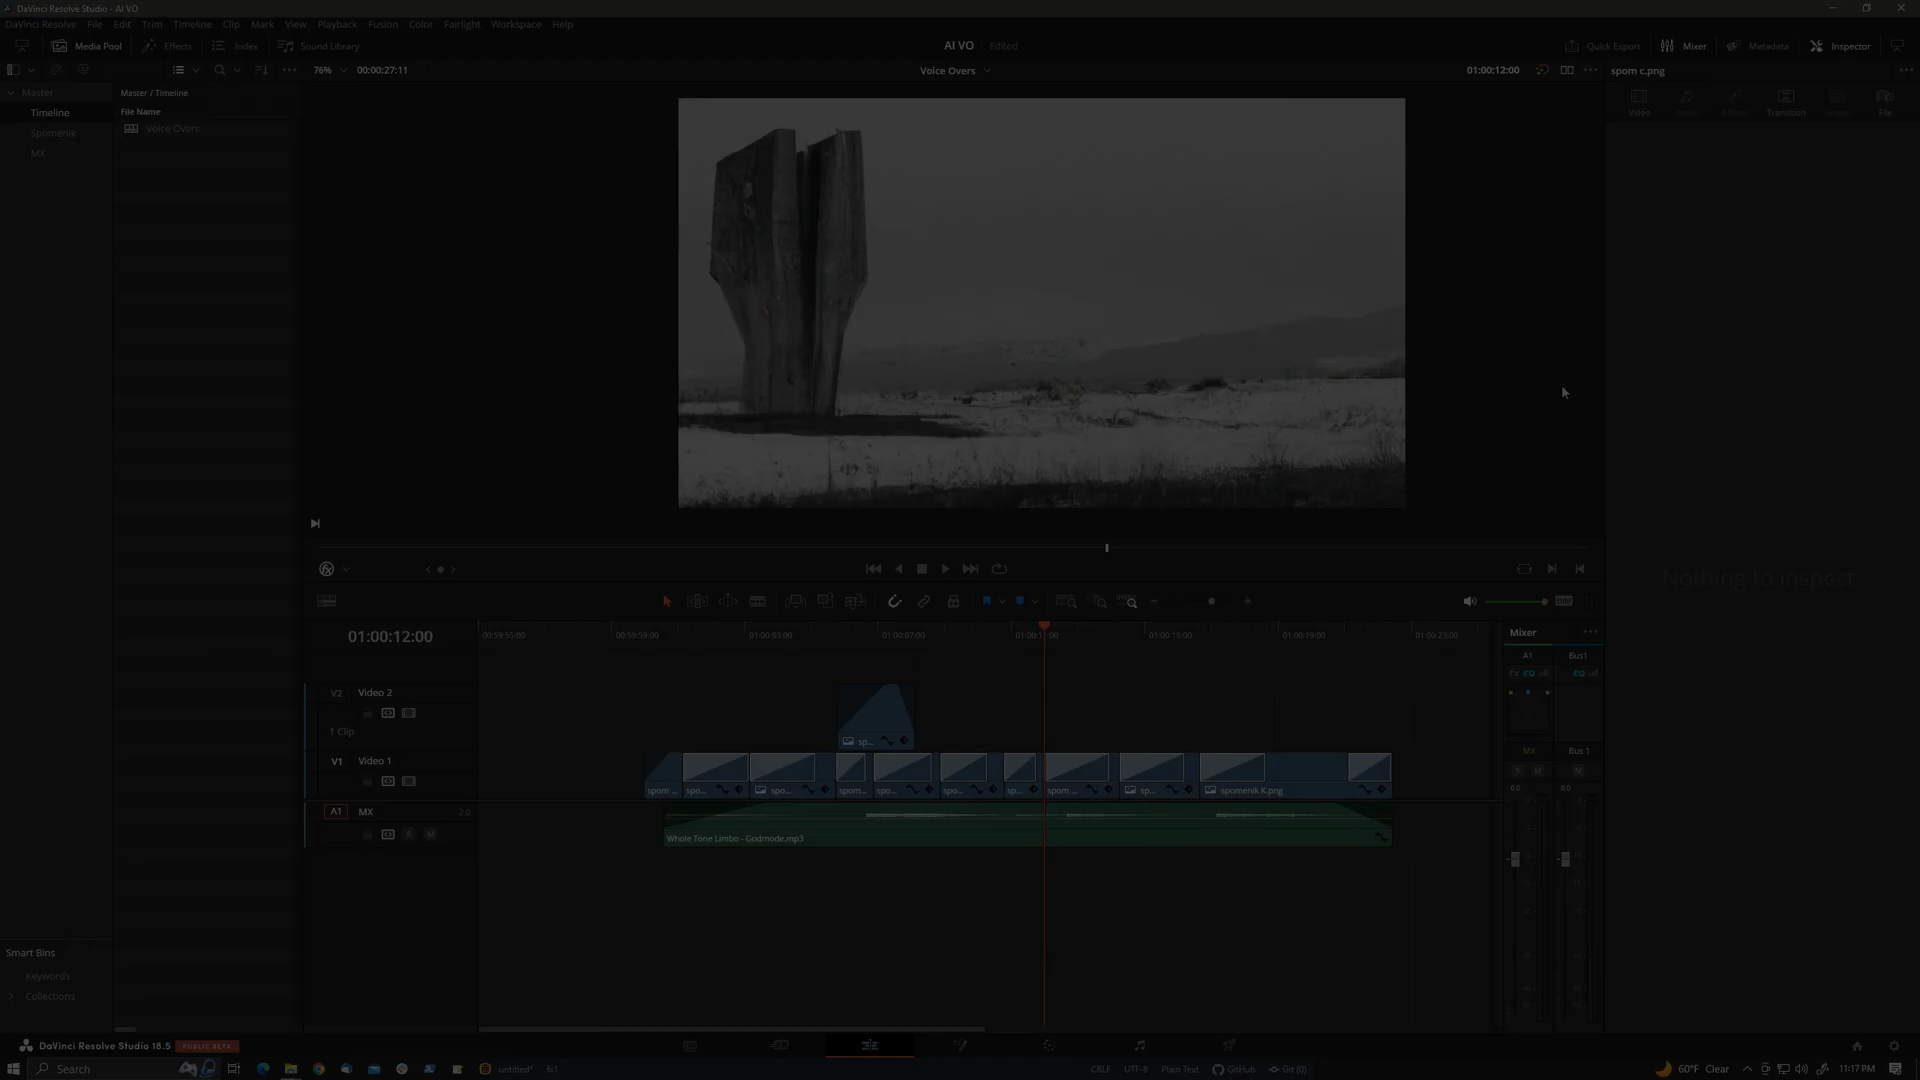 DaVinci Resolve Studio - AI VO
DaVinci Resolve File Edit Trim Timeline Clip Mark View Playback Fusion Color Fairlight Workspace Help
Media Pool Effects Index Sound Library AI VO Edited Quick Export Mixer Metadata Inspector
76% 00:00:27:11 Voice Overs 01:00:12:00 spom c.png
Master Master / Timeline
Timeline File Name Video Transition File
Spomenik Voice Overs
MX
Nothing to inspect
01:00:12:00 00:59:55:00 00:59:59:00 01:00:03:00 01:00:07:00 01:00:15:00 01:00:19:00 01:00:23:00 Mixer
A1 Bus1
fx EQ EQ
V2 Video 2
1 Clip sp...
V1 Video 1 MX Bus 1
S M M
spom ... spo... spo... spom... spo... spo... sp... spom ... sp... spomenik K.png 0.0 0.0
A1 MX 2.0
S M
Whole Tone Limbo - Godmode.mp3
Smart Bins
Keywords
Collections
DaVinci Resolve Studio 18.5 PUBLIC BETA
Search untitled* 6:1 CRLF UTF-8 Plain Text GitHub Git (0) 60°F Clear 11:17 PM